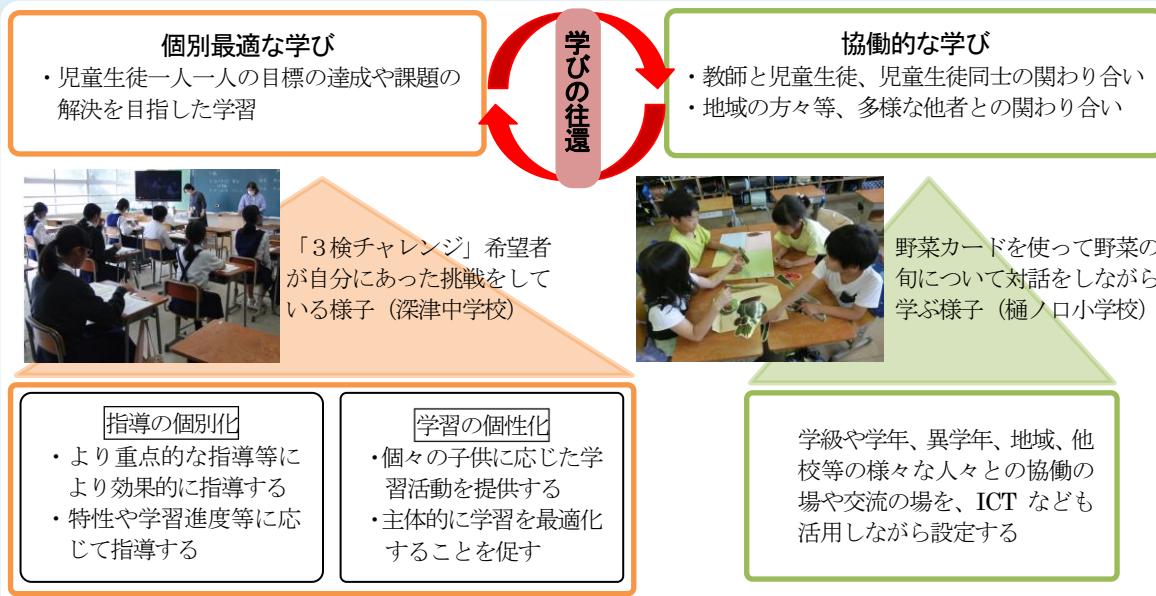 個別最適な学び
・児童生徒一人一人の目標の達成や課題の
解決を目指した学習
学びの往還
協働的な学び
・教師と児童生徒、児童生徒同士の関わり合い
・地域の方々等、多様な他者との関わり合い
「３検チャレンジ」希望者
が自分にあった挑戦をして
いる様子（深津中学校）
野菜カードを使って野菜の
旬について対話をしながら
学ぶ様子（樋ノ口小学校）
指導の個別化
・より重点的な指導等に
より効果的に指導する
・特性や学習進度等に応
じて指導する
学習の個性化
・個々の子供に応じた学
習活動を提供する
・主体的に学習を最適化
することを促す
学級や学年、異学年、地域、他
校等の様々な人々との協働の
場や交流の場を、ICT なども
活用しながら設定する